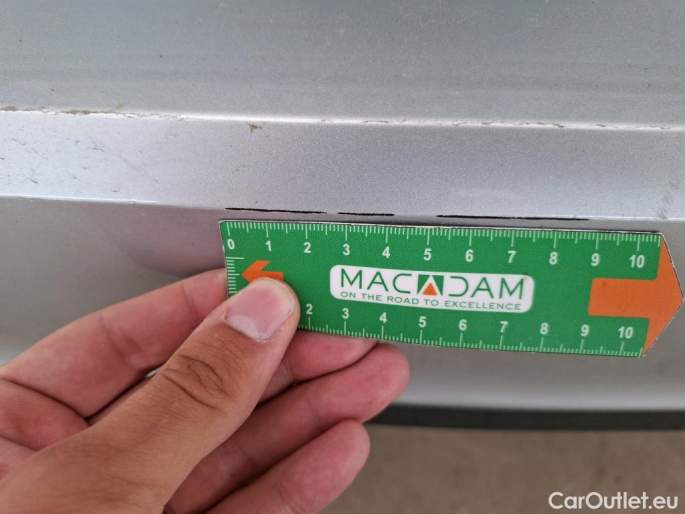 0 1 2 3 4 5 6 7 8 9 10
MACADAM
ON THE ROAD TO EXCELLENCE
2 3 4 5 6 7 8 9 10
CarOutlet.eu